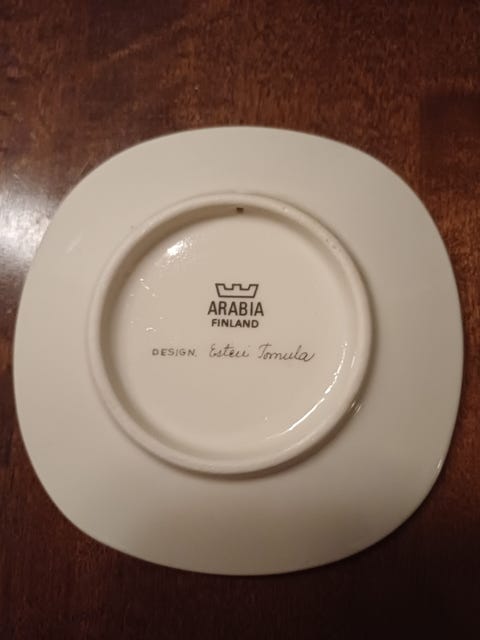 ARABIA
FINLAND
DESIGN. Esteri Tomula